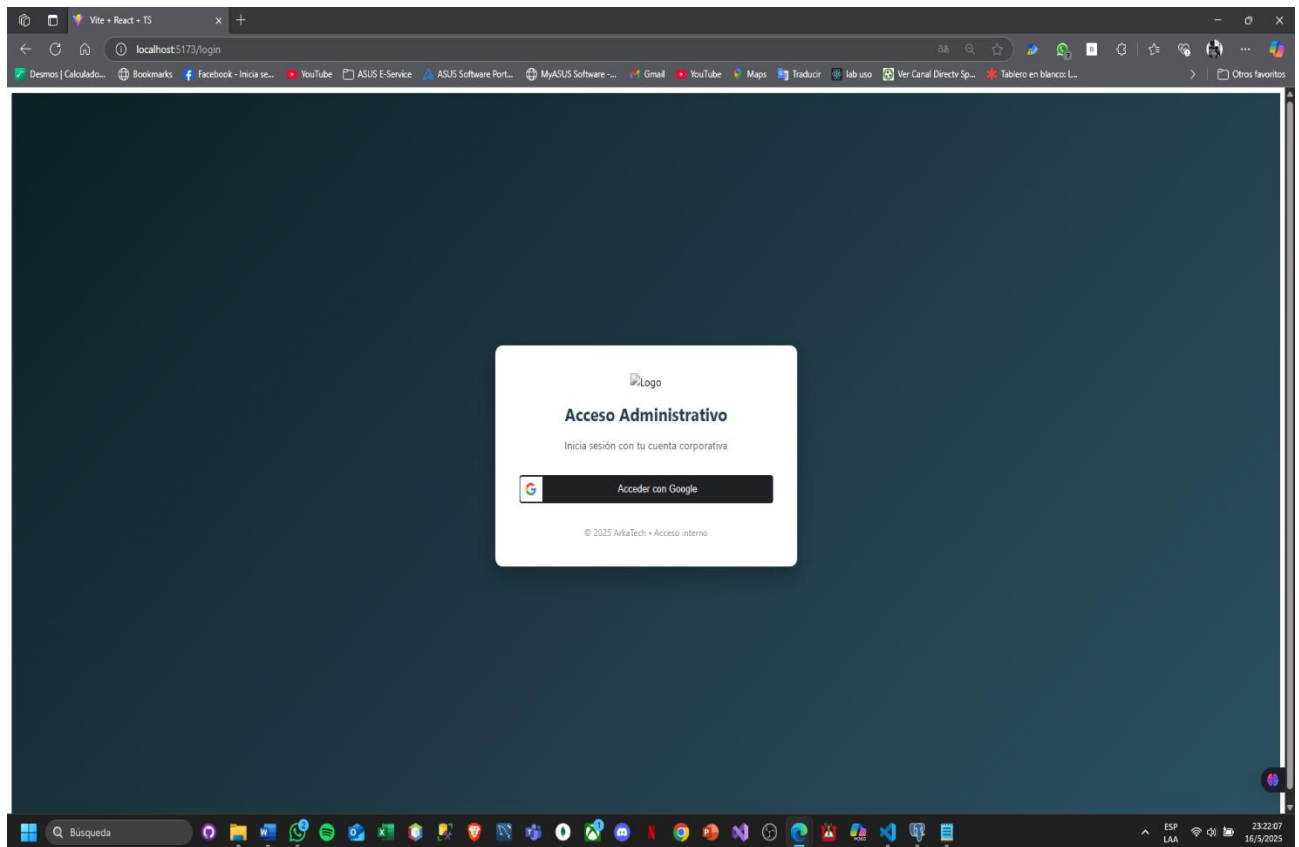 Vite + React + TS
localhost:5173/login
Desmos | Calculado... Bookmarks Facebook - Inicia se... YouTube ASUS E-Service ASUS Software Port... MyASUS Software -... Gmail YouTube Maps Traducir lab uso Ver Canal Directv Sp... Tablero en blanco: L... Otros favoritos
Logo
Acceso Administrativo
Inicia sesión con tu cuenta corporativa
Acceder con Google
© 2025 ArkaTech • Acceso interno
Búsqueda
ESP
LAA
23:22:07
16/5/2025